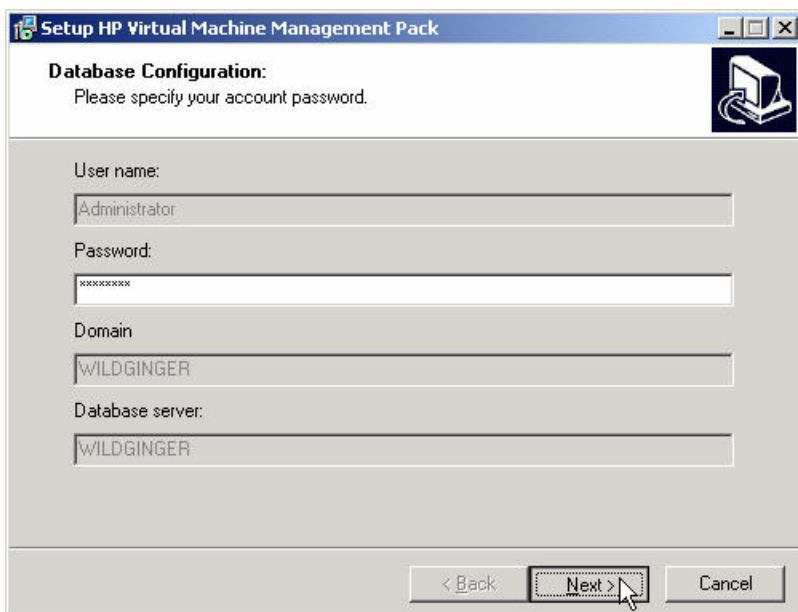 Setup HP Virtual Machine Management Pack
Database Configuration:
Please specify your account password.
User name:
Administrator
Password:
********
Domain
WILDGINGER
Database server:
WILDGINGER
< Back
Next >
Cancel